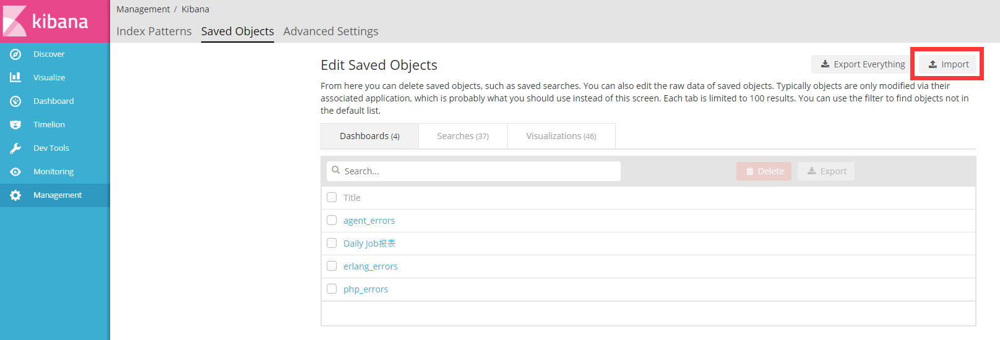 kibana
Management / Kibana
Index Patterns Saved Objects Advanced Settings
Discover
Visualize
Dashboard
Timelion
Dev Tools
Monitoring
Management
Edit Saved Objects
Export Everything Import
From here you can delete saved objects, such as saved searches. You can also edit the raw data of saved objects. Typically objects are only modified via their
associated application, which is probably what you should use instead of this screen. Each tab is limited to 100 results. You can use the filter to find objects not in
the default list.
Dashboards (4) Searches (37) Visualizations (46)
Search... Delete Export
Title
agent_errors
Daily Job报表
erlang_errors
php_errors